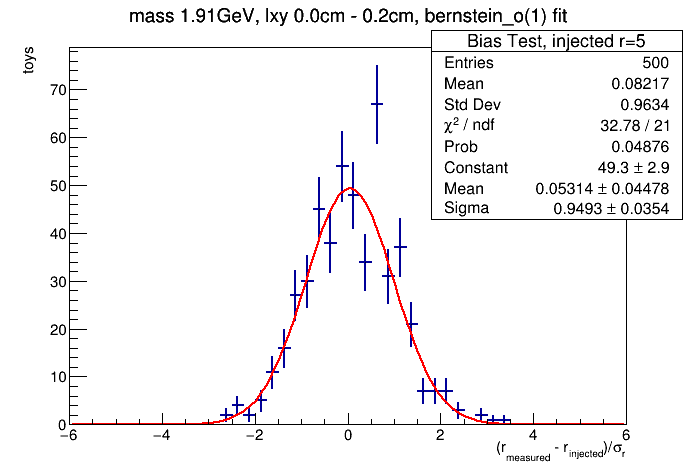 mass 1.91GeV, lxy 0.0cm - 0.2cm, bernstein_o(1) fit
Bias Test, injected r=5
Entries 500
Mean 0.08217
Std Dev 0.9634
χ² / ndf 32.78 / 21
Prob 0.04876
Constant 49.3 ± 2.9
Mean 0.05314 ± 0.04478
Sigma 0.9493 ± 0.0354
toys
70
60
50
40
30
20
10
0
−6 −4 −2 0 2 4 6
(r_measured - r_injected)/σ_r